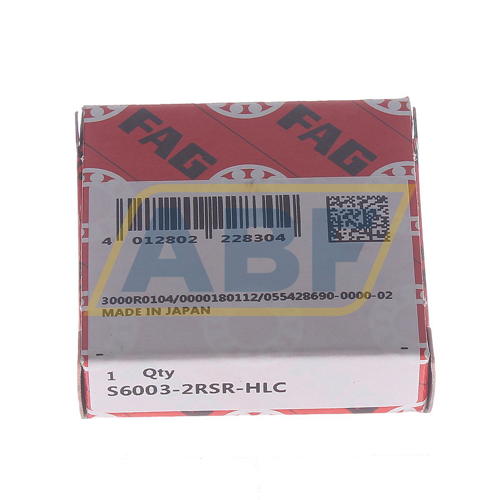 FAG
FAG
ABF
4 012802 228304
3000R0104/0000180112/055428690-0000-02
MADE IN JAPAN
1 Qty
S6003-2RSR-HLC